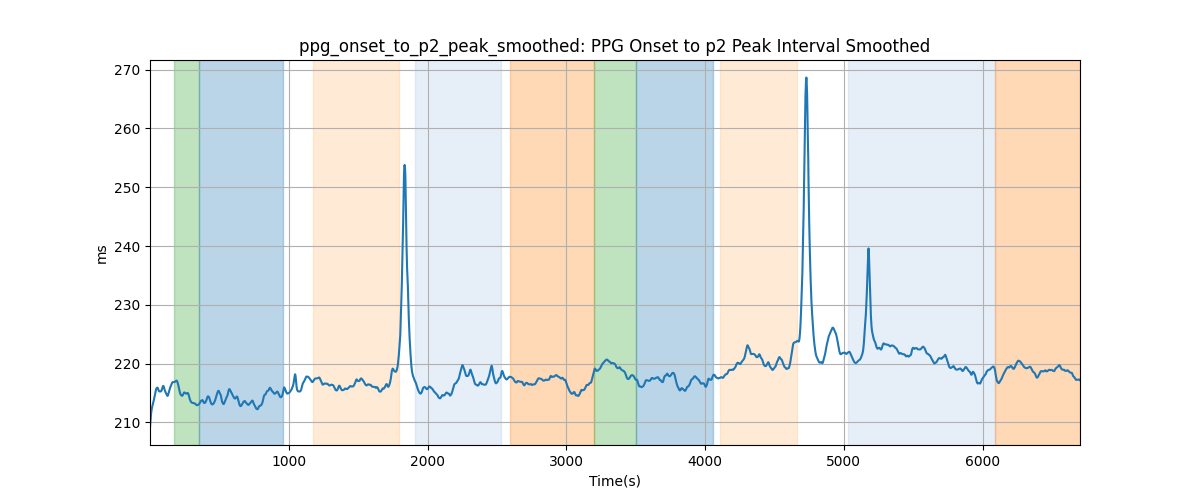 ppg_onset_to_p2_peak_smoothed: PPG Onset to p2 Peak Interval Smoothed
270
260
250
240
230
220
210
ms
1000 2000 3000 4000 5000 6000
Time(s)